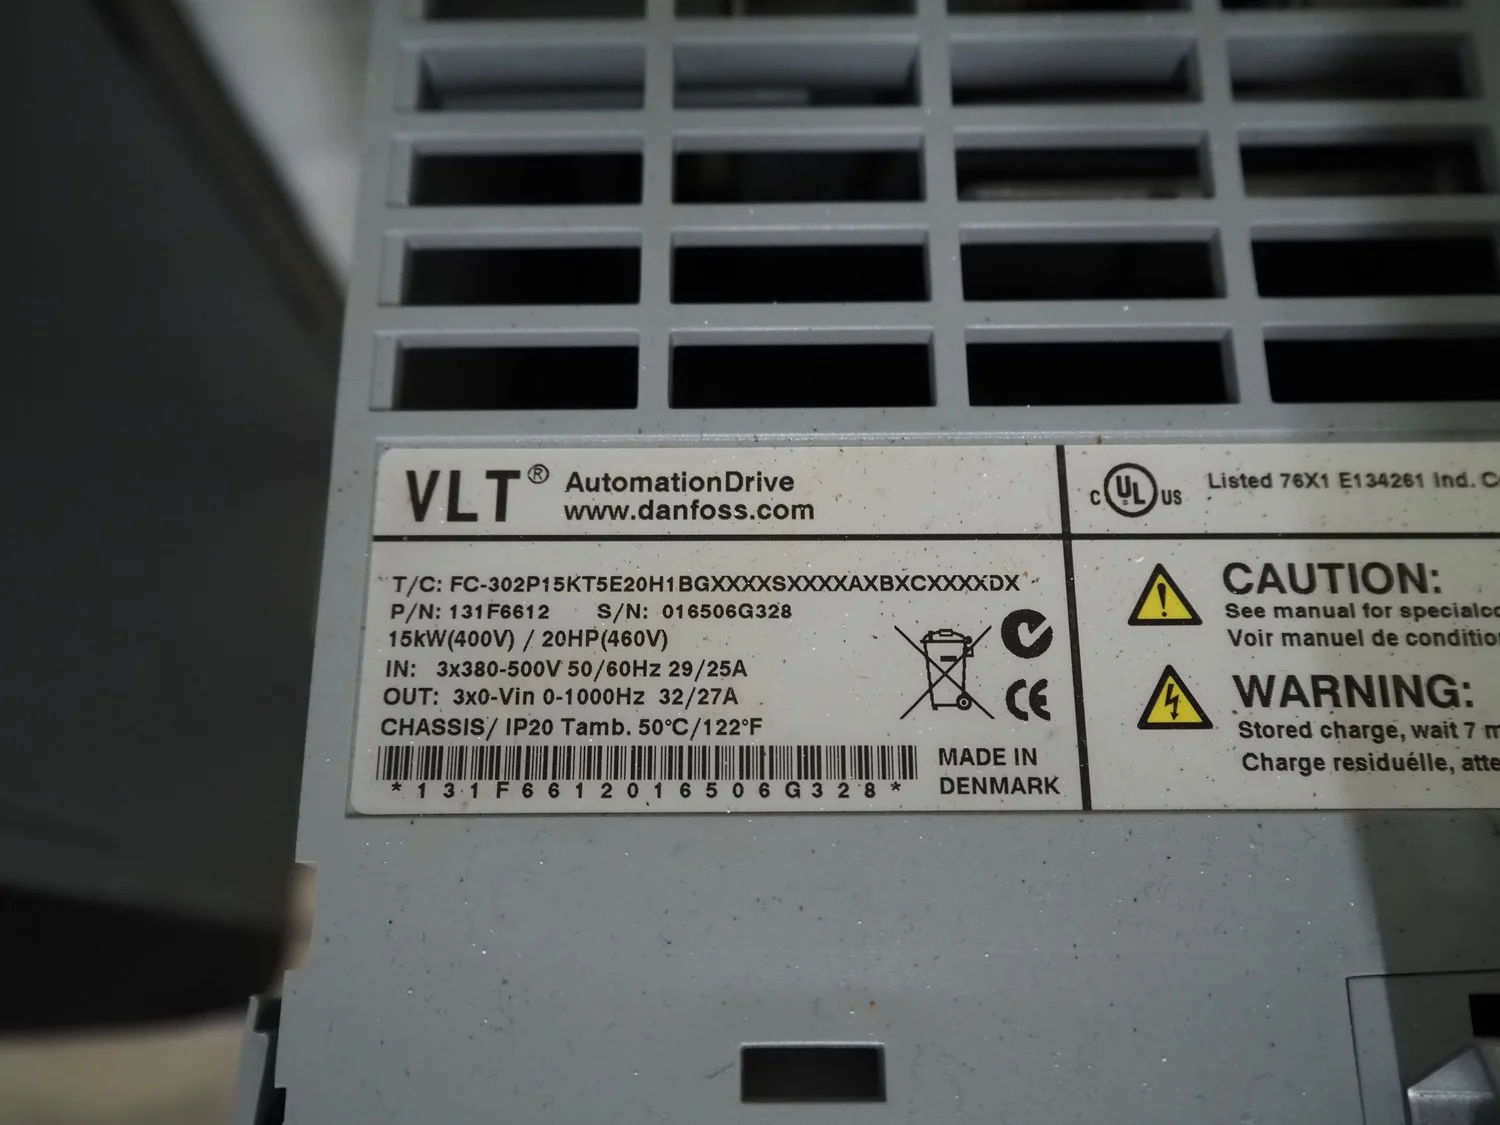 VLT® AutomationDrive
www.danfoss.com
T/C: FC-302P15KT5E20H1BGXXXXSXXXXAXBXCXXXXDX
P/N: 131F6612 S/N: 016506G328
15kW(400V) / 20HP(460V)
IN: 3x380-500V 50/60Hz 29/25A
OUT: 3x0-Vin 0-1000Hz 32/27A
CHASSIS/ IP20 Tamb. 50°C/122°F
*131F6612016506G328*
MADE IN
DENMARK
CE
c UL US
Listed 76X1 E134261 Ind.
CAUTION:
See manual for
Voir manuel de
WARNING:
Stored charge, wait 7
Charge residuélle,